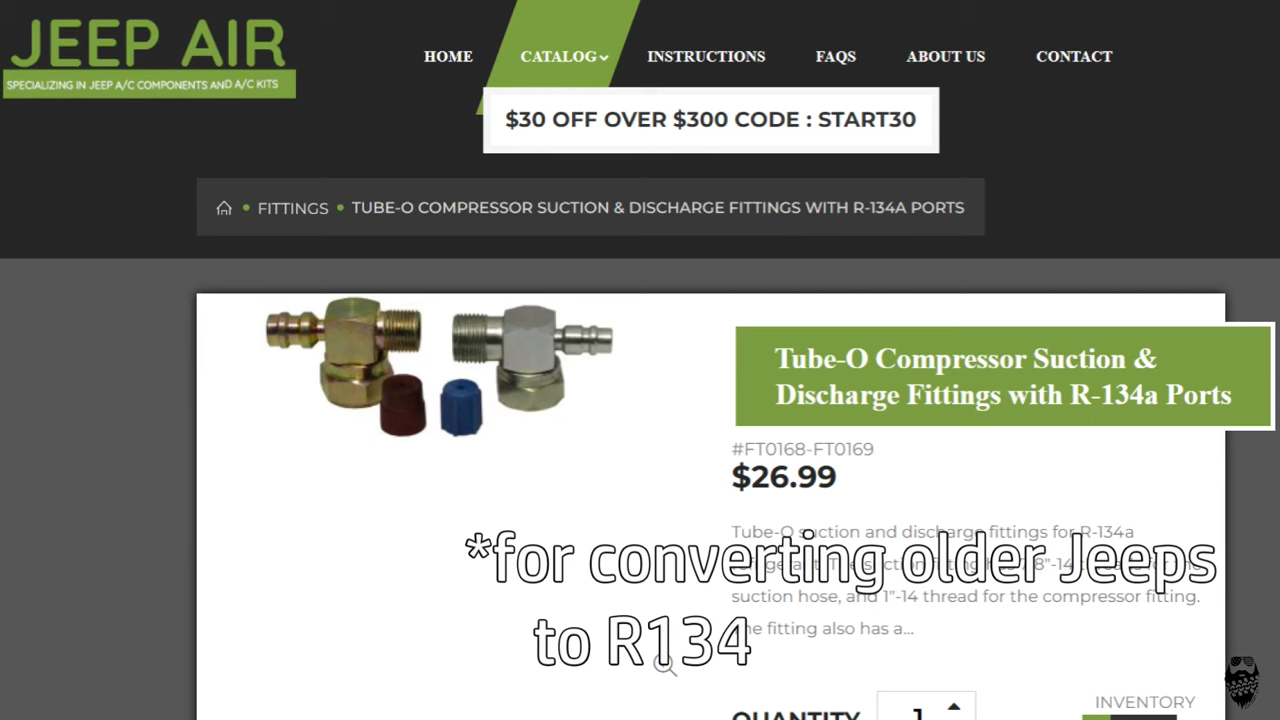 JEEP AIR
SPECIALIZING IN JEEP A/C COMPONENTS AND A/C KITS
HOME CATALOG INSTRUCTIONS FAQS ABOUT US CONTACT
$30 OFF OVER $300 CODE : START30
FITTINGS TUBE-O COMPRESSOR SUCTION & DISCHARGE FITTINGS WITH R-134A PORTS
Tube-O Compressor Suction &
Discharge Fittings with R-134a Ports
#FT0168-FT0169
$26.99
Tube-O suction and discharge fittings for R-134a
*for converting older Jeeps
suction hose, and 1"-14 thread for the compressor fitting.
to R134
fitting also has a...
INVENTORY
QUANTITY 1